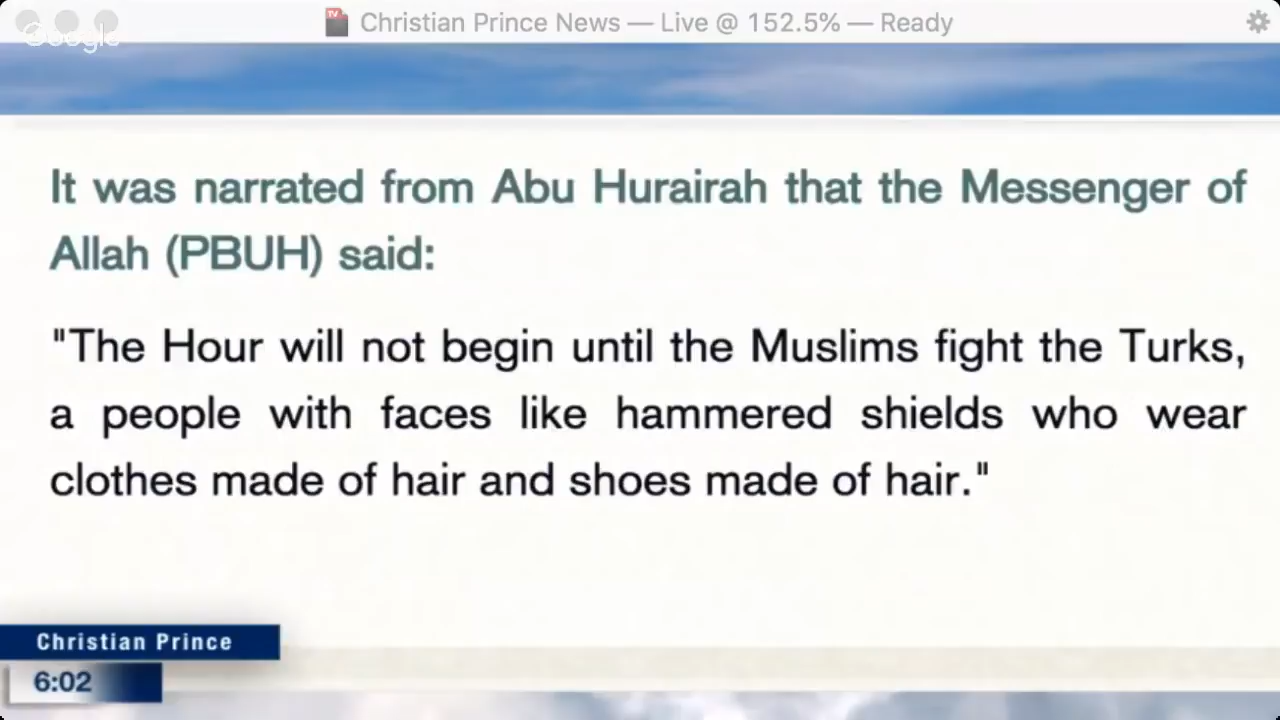 Christian Prince News — Live @ 152.5% — Ready
Google
It was narrated from Abu Hurairah that the Messenger of
Allah (PBUH) said:
"The Hour will not begin until the Muslims fight the Turks,
a people with faces like hammered shields who wear
clothes made of hair and shoes made of hair."
Christian Prince
6:02